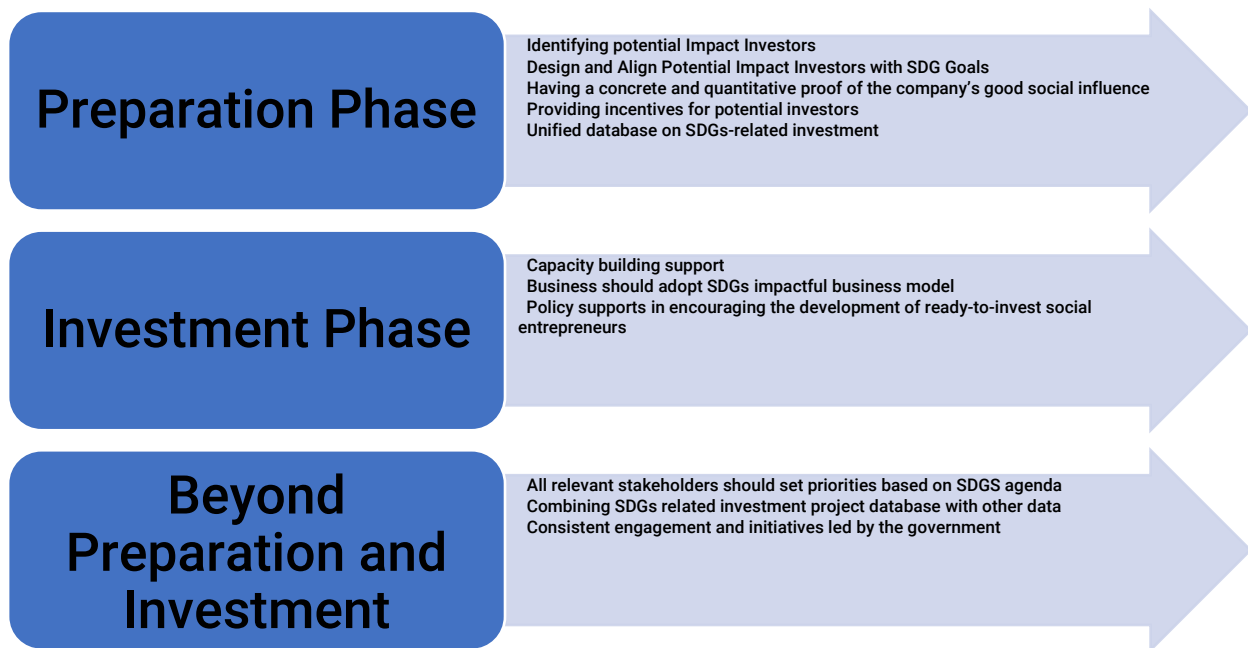 Preparation Phase
Identifying potential Impact Investors
Design and Align Potential Impact Investors with SDG Goals
Having a concrete and quantitative proof of the company's good social influence
Providing incentives for potential investors
Unified database on SDGs-related investment
Investment Phase
Capacity building support
Business should adopt SDGs impactful business model
Policy supports in encouraging the development of ready-to-invest social
entrepreneurs
Beyond
Preparation and
Investment
All relevant stakeholders should set priorities based on SDGS agenda
Combining SDGs related investment project database with other data
Consistent engagement and initiatives led by the government